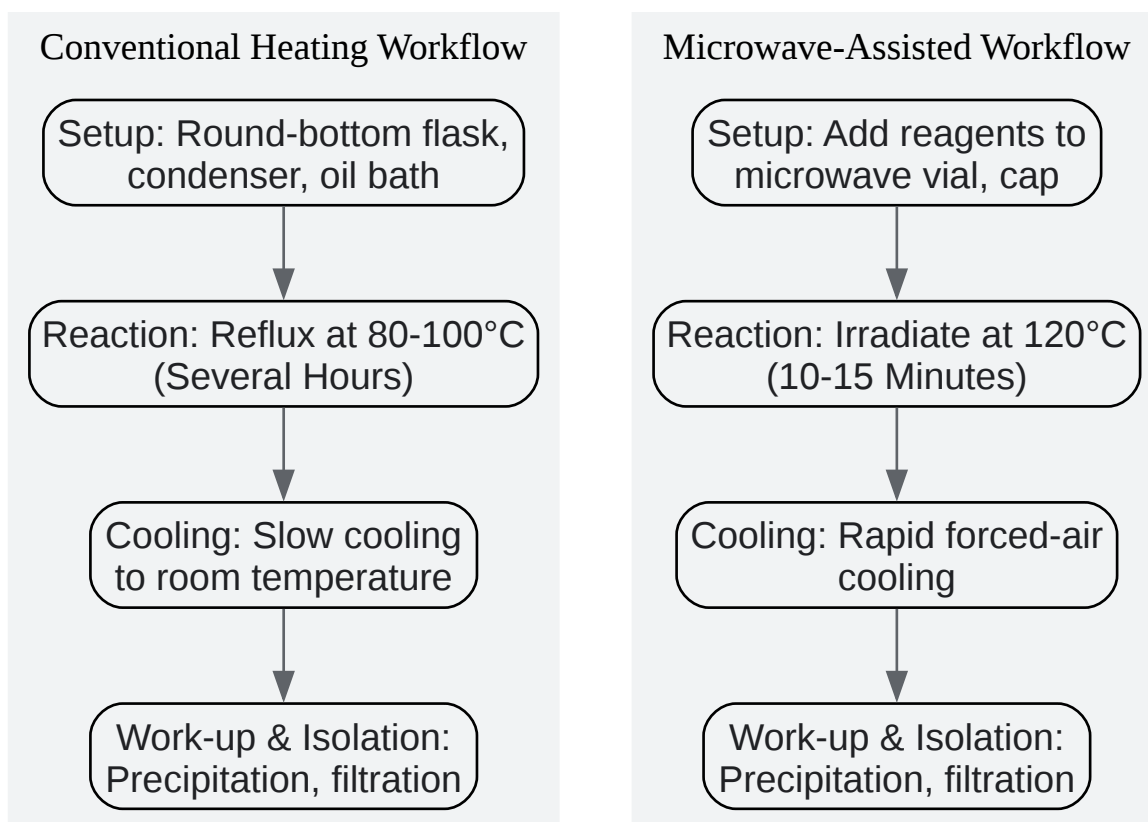 Conventional Heating Workflow
Setup: Round-bottom flask,
condenser, oil bath
Reaction: Reflux at 80-100°C
(Several Hours)
Cooling: Slow cooling
to room temperature
Work-up & Isolation:
Precipitation, filtration
Microwave-Assisted Workflow
Setup: Add reagents to
microwave vial, cap
Reaction: Irradiate at 120°C
(10-15 Minutes)
Cooling: Rapid forced-air
cooling
Work-up & Isolation:
Precipitation, filtration